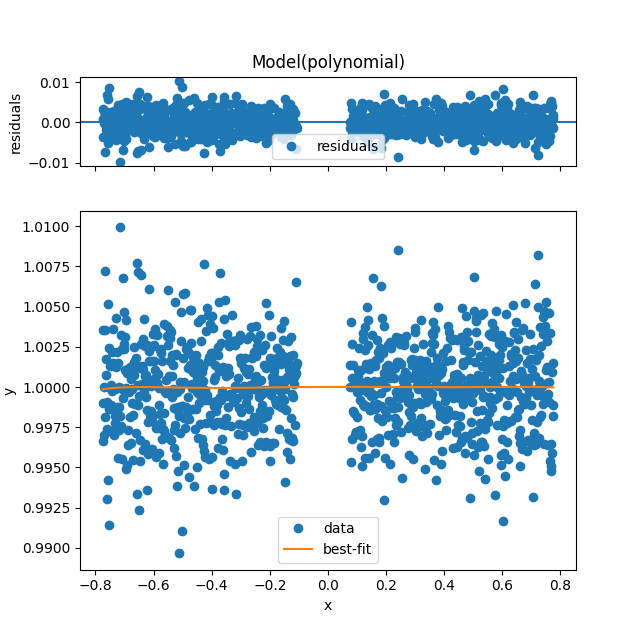 Model(polynomial)
0.01
0.00
−0.01
residuals
residuals
1.0100
1.0075
1.0050
1.0025
1.0000
0.9975
0.9950
0.9925
0.9900
y
data
best-fit
−0.8 −0.6 −0.4 −0.2 0.0 0.2 0.4 0.6 0.8
x